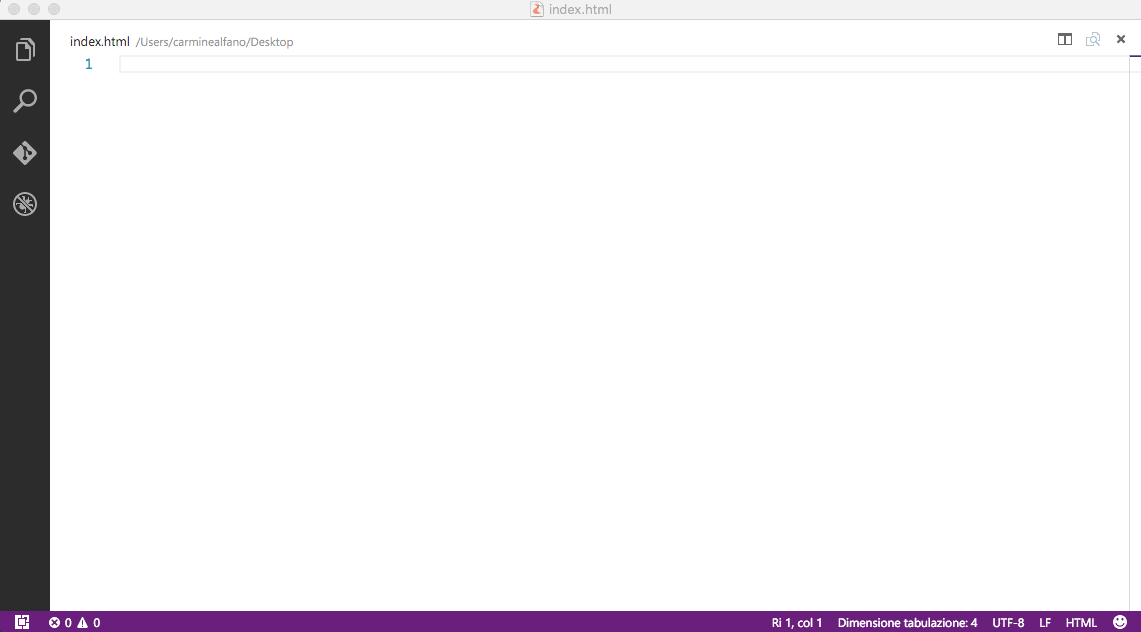 index.html
index.html /Users/carminealfano/Desktop
1
0 0 Ri 1, col 1 Dimensione tabulazione: 4 UTF-8 LF HTML